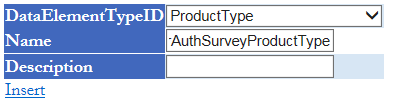 DataElementTypeID ProductType
Name AuthSurveyProductType
Description
Insert